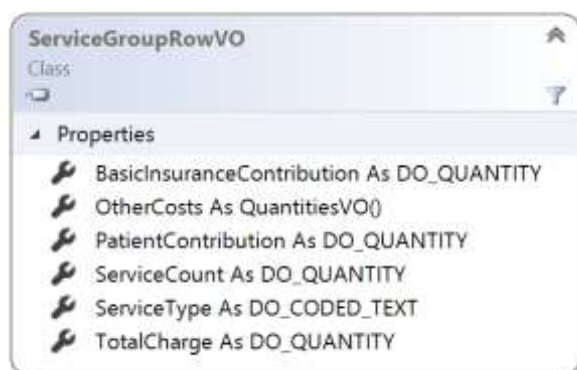 ServiceGroupRowVO
Class
Properties
BasicInsuranceContribution As DO_QUANTITY
OtherCosts As QuantitiesVO()
PatientContribution As DO_QUANTITY
ServiceCount As DO_QUANTITY
ServiceType As DO_CODED_TEXT
TotalCharge As DO_QUANTITY